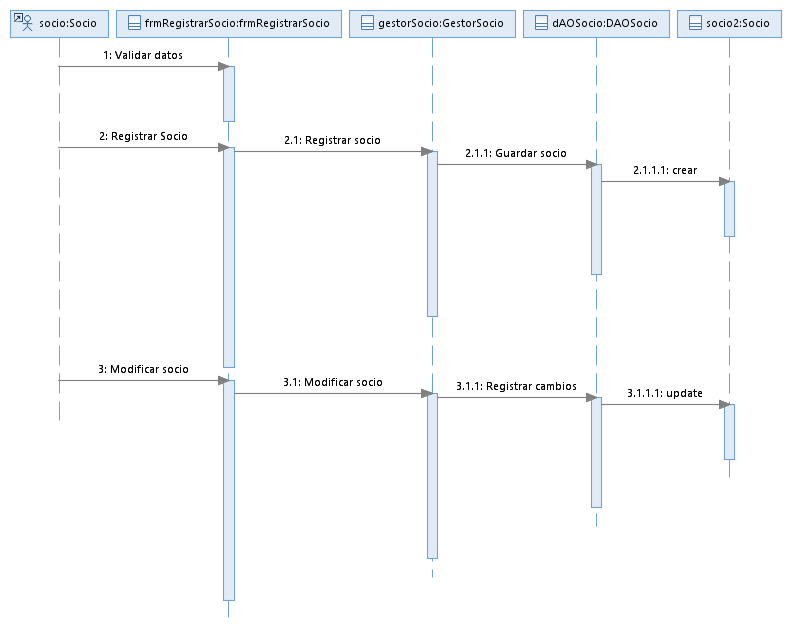 socio:Socio
frmRegistrarSocio:frmRegistrarSocio
gestorSocio:GestorSocio
dAOSocio:DAOSocio
socio2:Socio
1: Validar datos
2: Registrar Socio
2.1: Registrar socio
2.1.1: Guardar socio
2.1.1.1: crear
3: Modificar socio
3.1: Modificar socio
3.1.1: Registrar cambios
3.1.1.1: update